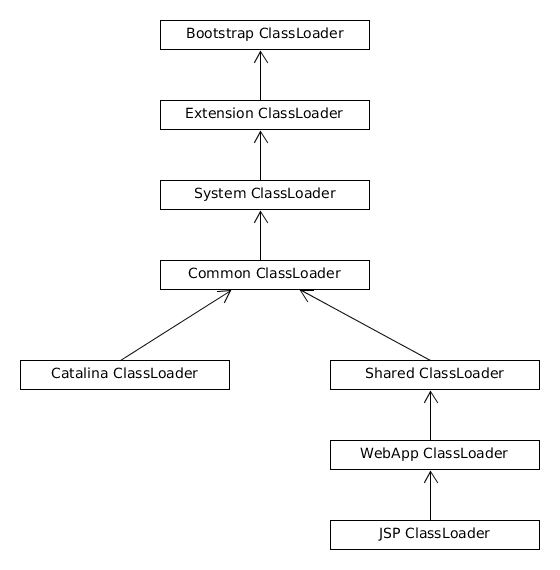 Bootstrap ClassLoader
Extension ClassLoader
System ClassLoader
Common ClassLoader
Catalina ClassLoader
Shared ClassLoader
WebApp ClassLoader
JSP ClassLoader